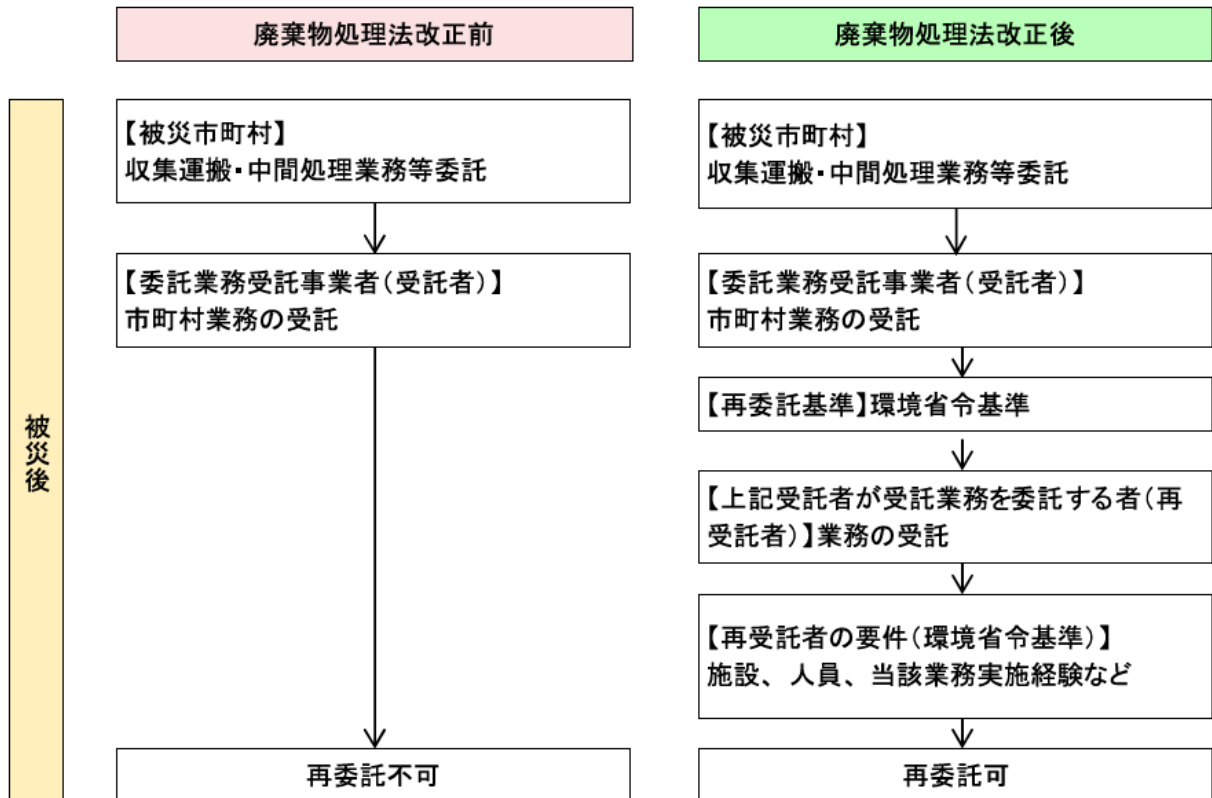 廃棄物処理法改正前
廃棄物処理法改正後
被災後
【被災市町村】
収集運搬・中間処理業務等委託
【委託業務受託事業者(受託者)】
市町村業務の受託
再委託不可
【被災市町村】
収集運搬・中間処理業務等委託
【委託業務受託事業者(受託者)】
市町村業務の受託
【再委託基準】環境省令基準
【上記受託者が受託業務を委託する者(再
受託者)】業務の受託
【再受託者の要件(環境省令基準)】
施設、人員、当該業務実施経験など
再委託可